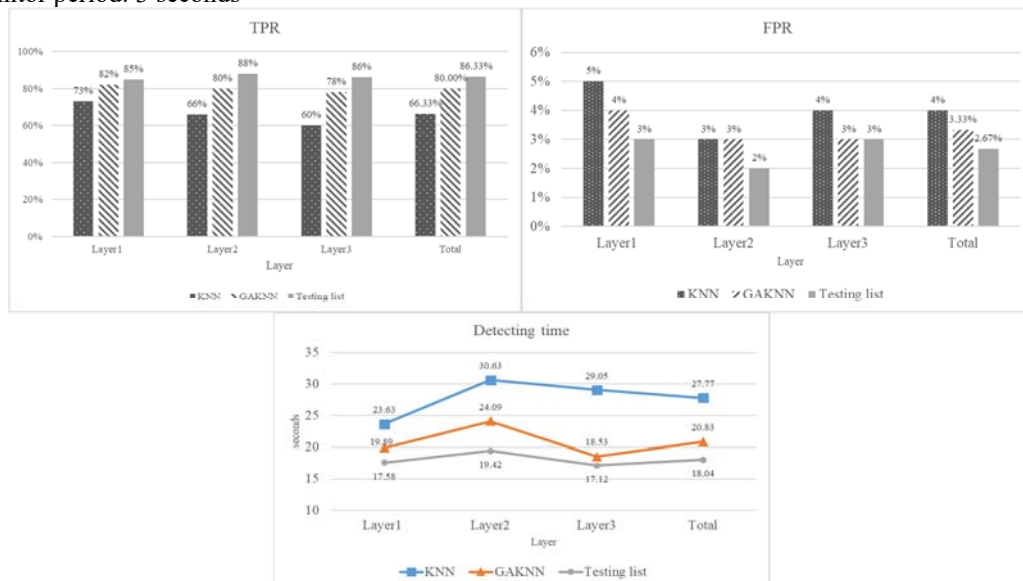 period: 5 seconds
TPR
100%
80%
60%
40%
20%
0%
73%
82%
85%
66%
80%
88%
60%
78%
86%
66.33%
80.00%
86.33%
Layer1
Layer2
Layer3
Total
Layer
KNN
GAKNN
Testing list
FPR
6%
5%
4%
3%
2%
1%
0%
5%
4%
3%
3%
3%
2%
4%
3%
3%
4%
3.33%
2.67%
Layer1
Layer2
Layer3
Total
Layer
KNN
GAKNN
Testing list
Detecting time
35
30
25
20
15
10
seconds
23.63
30.63
29.05
27.77
19.89
24.09
18.53
20.83
17.58
19.42
17.12
18.04
Layer1
Layer2
Layer3
Total
Layer
KNN
GAKNN
Testing list